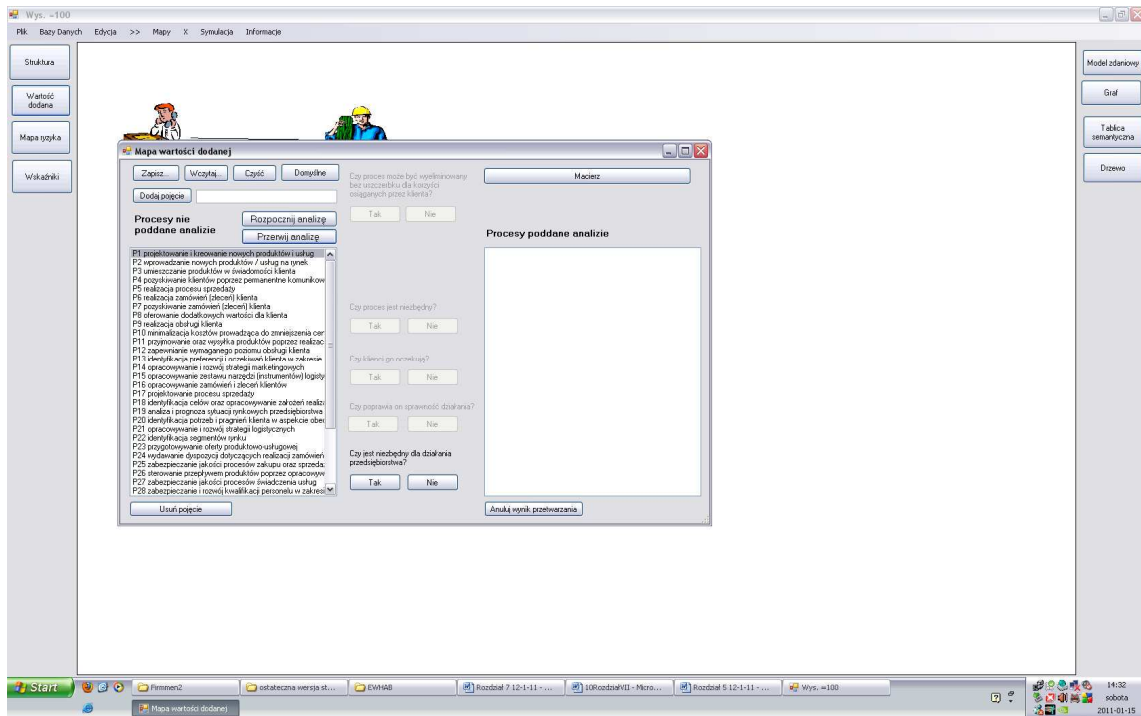 Wys. =100
Plik Bazy Danych Edycja >> Mapy X Symulacja Informacje
Struktura
Wartość
dodana
Mapa ryzyka
Wskaźniki
Model zdaniowy
Graf
Tablica
semantyczna
Drzewo
Mapa wartości dodanej
Zapisz... Wczytaj... Czyść Domyślne
Dodaj pojęcie
Procesy nie
poddane analizie
Rozpocznij analizę
Przerwij analizę
P1 projektowanie i kreowanie nowych produktów i usług
P2 wprowadzanie nowych produktów / usług na rynek
P3 umieszczanie produktów w świadomości klienta
P4 pozyskiwanie klientów poprzez permanentne komunikow
P5 realizacja procesu sprzedaży
P6 realizacja zamówień (zleceń) klienta
P7 pozyskiwanie zamówień (zleceń) klienta
P8 oferowanie dodatkowych wartości dla klienta
P9 realizacja obsługi klienta
P10 minimalizacja kosztów prowadząca do zmniejszenia cen
P11 przyjmowanie oraz wysyłka produktów poprzez realizac
P12 zapewnianie wymaganego poziomu obsługi klienta
P13 identyfikacja preferencji i oczekiwań klienta w zakresie
P14 opracowywanie i rozwój strategii marketingowych
P15 opracowywanie zestawu narzędzi (instrumentów) logisty
P16 opracowywanie zamówień i zleceń klientów
P17 projektowanie procesu sprzedaży
P18 identyfikacja celów oraz opracowywanie założeń realiza
P19 analiza i prognoza sytuacji rynkowych przedsiębiorstwa
P20 identyfikacja potrzeb i pragnień klienta w aspekcie obec
P21 opracowywanie i rozwój strategii logistycznych
P22 identyfikacja segmentów rynku
P23 przygotowywanie oferty produktowo-usługowej
P24 wydawanie dyspozycji dotyczących realizacji zamówień
P25 zabezpieczanie jakości procesów zakupu oraz sprzeda:
P26 sterowanie przepływem produktów poprzez opracowyw
P27 zabezpieczanie jakości procesów świadczenia usług
P28 zabezpieczanie i rozwój kwalifikacji personelu w zakresi
Usuń pojęcie
Czy proces może być wyeliminowany
bez uszczerbku dla korzyści
osiąganych przez klienta?
Tak Nie
Czy proces jest niezbędny?
Tak Nie
Czy klienci go oczekują?
Tak Nie
Czy poprawia on sprawność działania?
Tak Nie
Czy jest niezbędny dla działania
przedsiębiorstwa?
Tak Nie
Macierz
Procesy poddane analizie
Anuluj wynik przetwarzania
Start
Firmmen2
ostateczna wersja st...
EWHAB
Rozdział 7 12-1-11 - ...
10RozdziałVII - Micro...
Rozdział 5 12-1-11 - ...
Wys. =100
Mapa wartości dodanej
14:32
sobota
2011-01-15